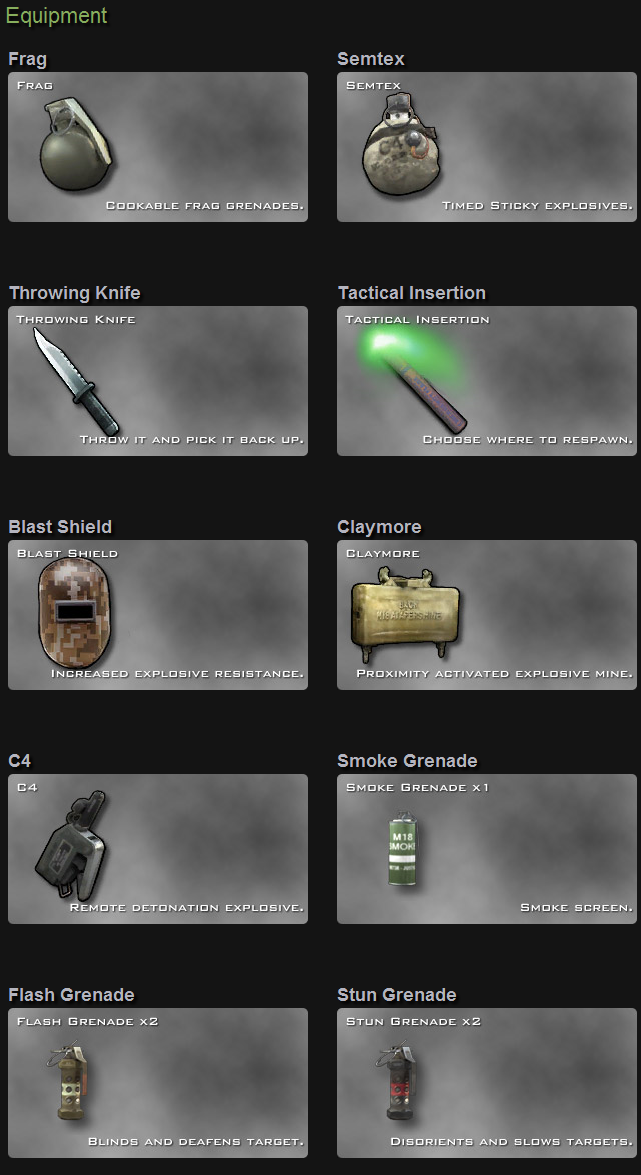 Equipment
Frag
Semtex
Frag
Semtex
Cookable frag grenades.
Timed Sticky explosives.
Throwing Knife
Tactical Insertion
Throwing Knife
Tactical Insertion
Throw it and pick it back up.
Choose where to respawn.
Blast Shield
Claymore
Blast Shield
Claymore
BACK
Increased explosive resistance.
Proximity activated explosive mine.
C4
Smoke Grenade
C4
Smoke Grenade x1
M18
SMOKE
Remote detonation explosive.
Smoke screen.
Flash Grenade
Stun Grenade
Flash Grenade x2
Stun Grenade x2
Blinds and deafens target.
Disorients and slows targets.